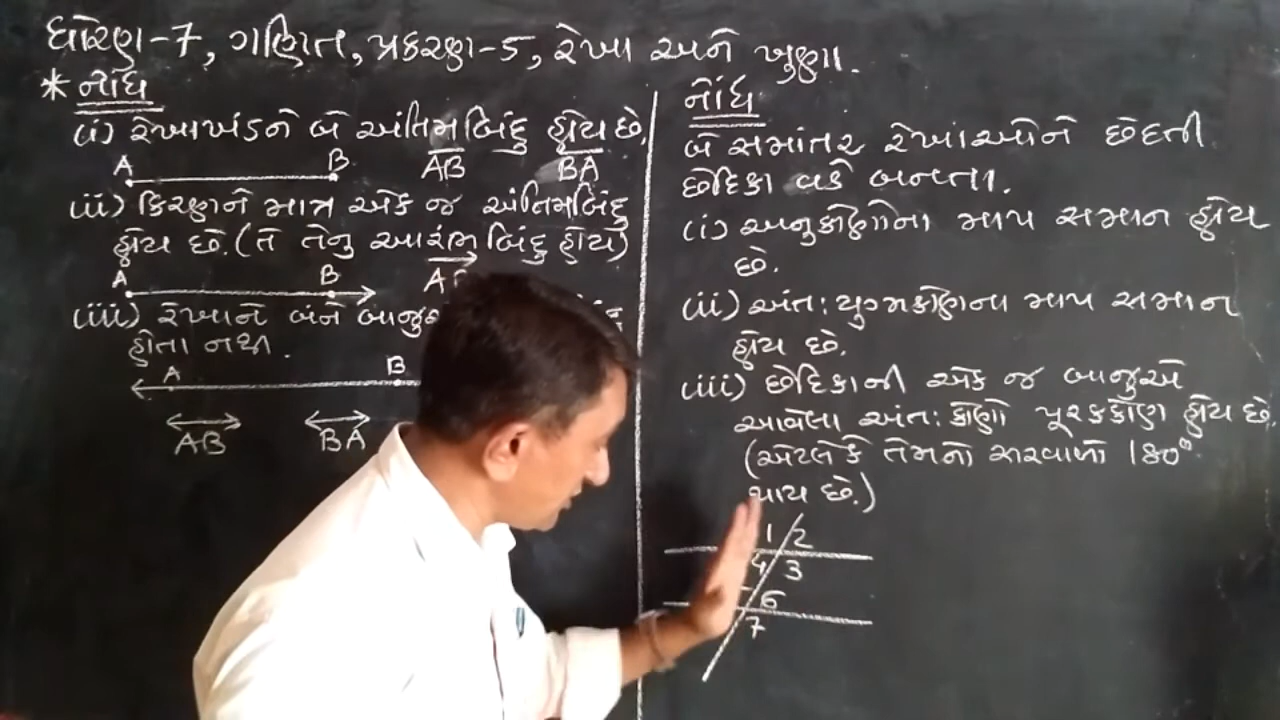 ધોરણ-7, ગણિત, પ્રકરણ-5, રેખા અને ખુણા.
* નોંધ
(i) રેખાખંડને બે અંતિમબિંદુ હોય છે.
A B AB BA
(ii) કિરણને માત્ર એક જ અંતિમબિંદુ
હોય છે. (તે તેનુ આરંભબિંદુ હોય)
A B A
(iii) રેખાને બંને
હોતા નથી.
A B
AB BA
નોંધ
બે સમાંતર રેખાઓને છેદતી
છેદિકા વડે બનતા.
(i) અનુકોણોના માપ સમાન હોય
છે.
(ii) અંતઃયુગ્મકોણના માપ સમાન
હોય છે.
(iii) છેદિકાની એક જ બાજુએ
આવેલા અંતઃકોણો પૂરકકોણ હોય છે.
(એટલે કે તેમનો સરવાળો 180°
થાય છે.)
1 2
4 3
6
7